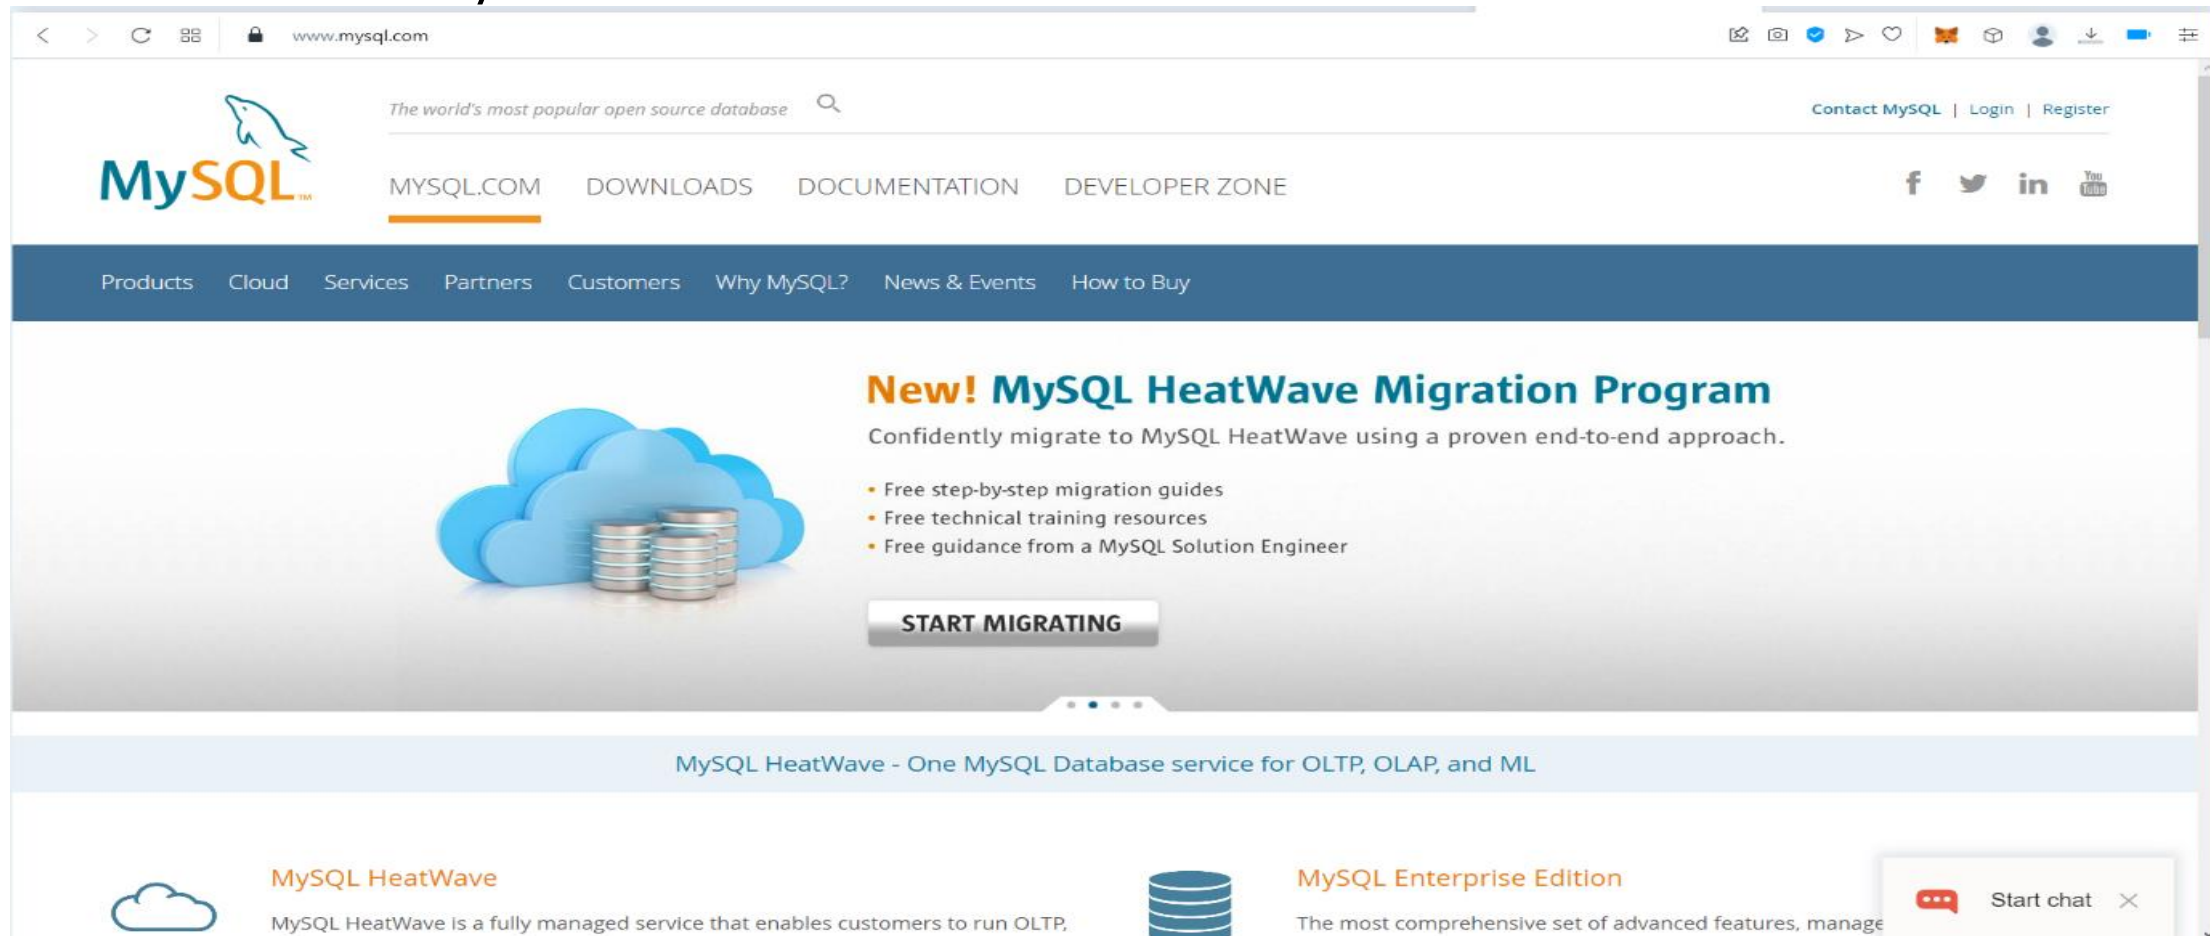 www.mysql.com
The world's most popular open source database
Contact MySQL | Login | Register
MySQL™
MYSQL.COM DOWNLOADS DOCUMENTATION DEVELOPER ZONE
f in You Tube
Products Cloud Services Partners Customers Why MySQL? News & Events How to Buy
New! MySQL HeatWave Migration Program
Confidently migrate to MySQL HeatWave using a proven end-to-end approach.
• Free step-by-step migration guides
• Free technical training resources
• Free guidance from a MySQL Solution Engineer
START MIGRATING
MySQL HeatWave - One MySQL Database service for OLTP, OLAP, and ML
MySQL HeatWave
MySQL HeatWave is a fully managed service that enables customers to run OLTP,
MySQL Enterprise Edition
The most comprehensive set of advanced features, manage
Start chat